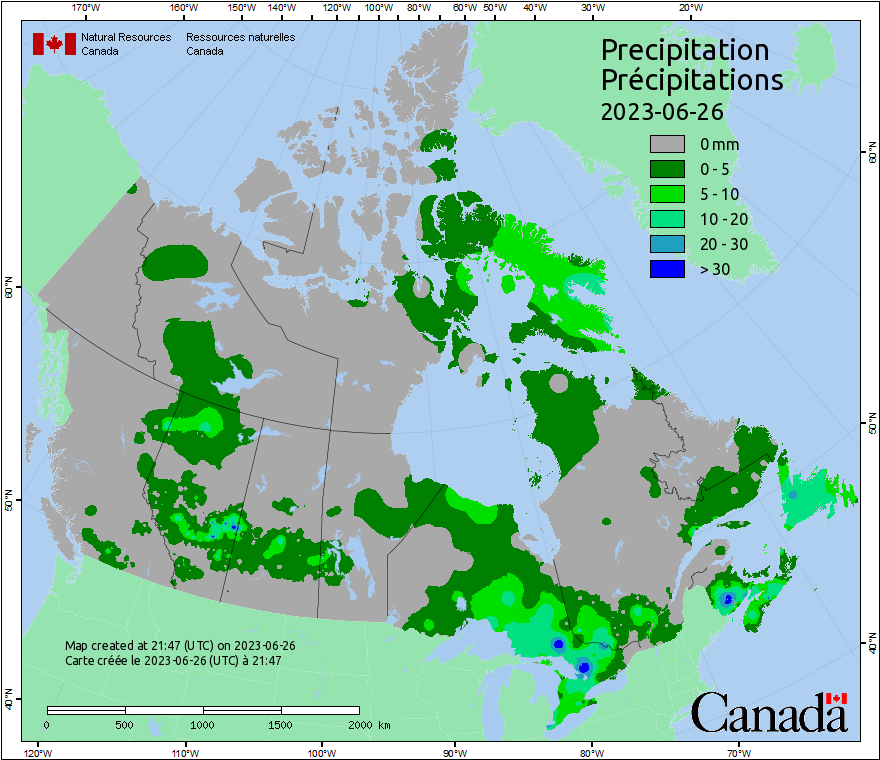 170°W 160°W 150°W 140°W 130°W 120°W 110°W 100°W 90°W 80°W 60°W 50°W 40°W 30°W 20°W
Natural Resources Ressources naturelles
Canada Canada
Precipitation
Précipitations
2023-06-26
0 mm
0 - 5
5 - 10
10 - 20
20 - 30
> 30
60°N
60°N
50°N
50°N
40°N
40°N
Map created at 21:47 (UTC) on 2023-06-26
Carte créée le 2023-06-26 (UTC) à 21:47
0 500 1000 1500 2000 km
Canada
120°W 110°W 100°W 90°W 80°W 70°W